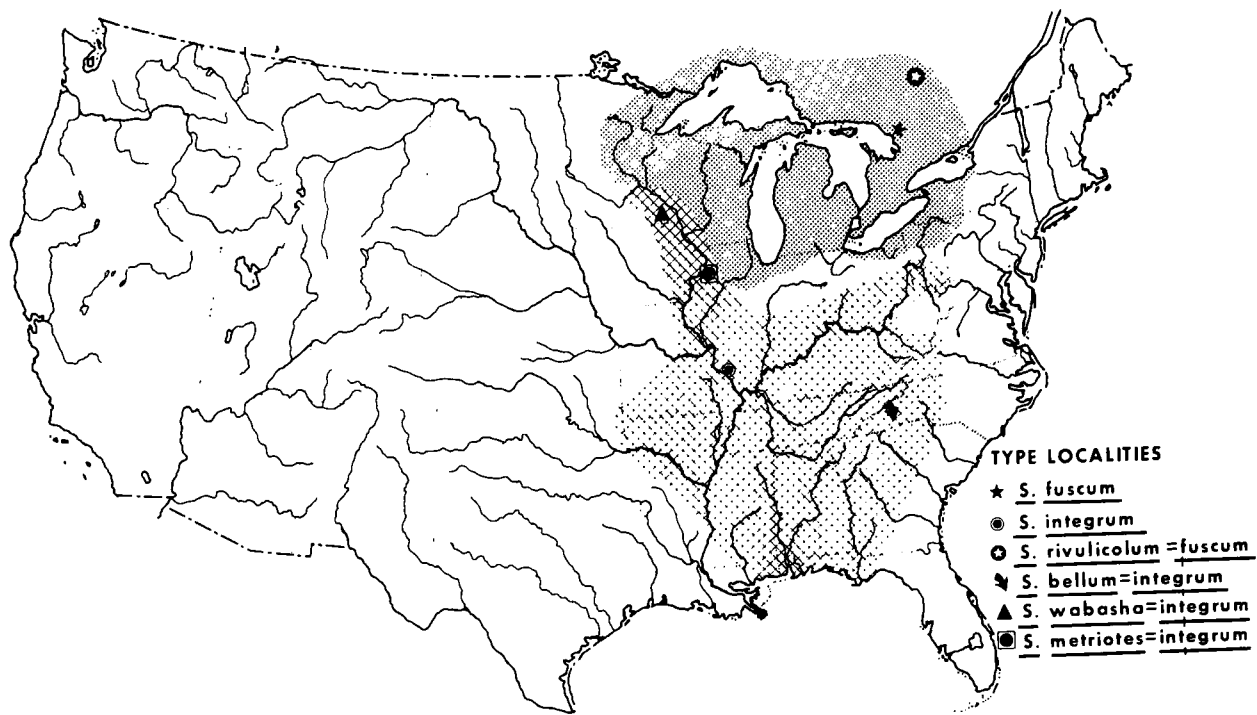 TYPE LOCALITIES
S. fuscum
S. integrum
S. rivulicolum=fuscum
S. bellum=integrum
S. wabasha=integrum
S. metriotes=integrum